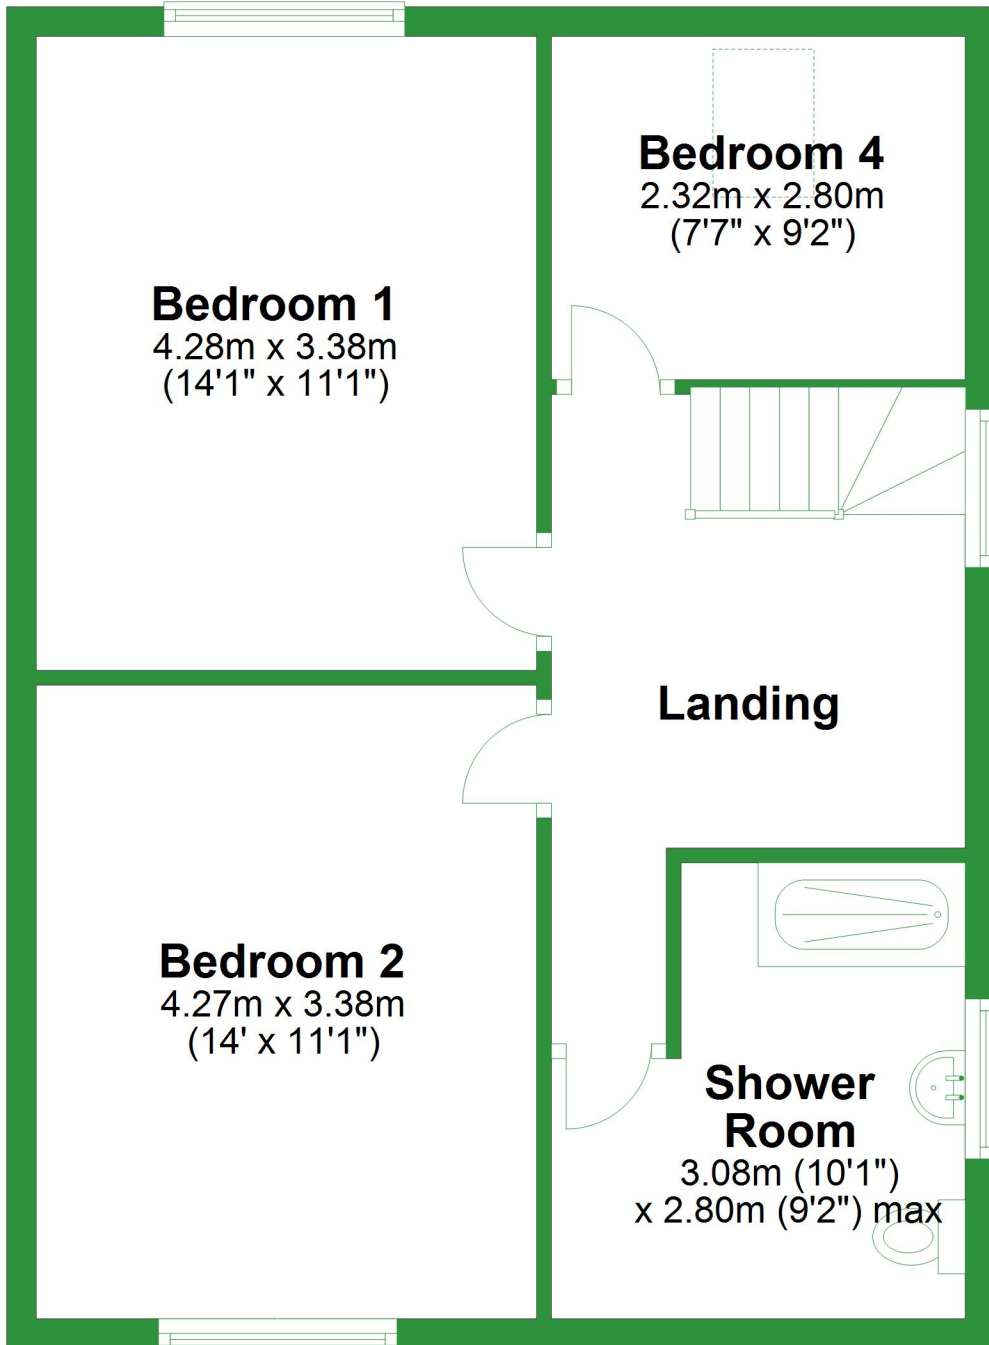 Bedroom 1
4.28m x 3.38m
(14'1" x 11'1")
Bedroom 4
2.32m x 2.80m
(7'7" x 9'2")
Landing
Bedroom 2
4.27m x 3.38m
(14' x 11'1")
Shower
Room
3.08m (10'1")
x 2.80m (9'2") max